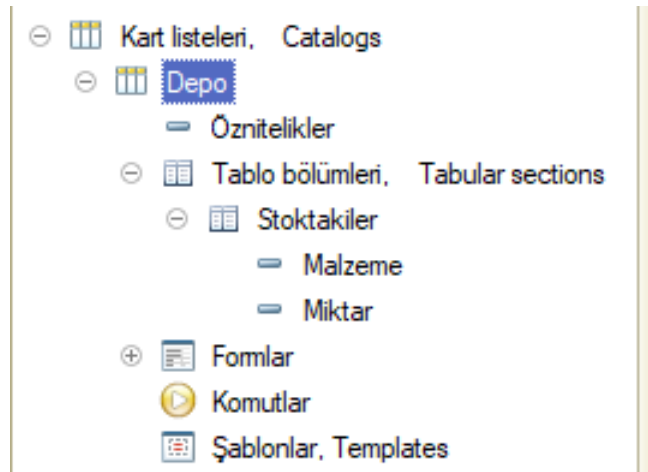 Kart listeleri, Catalogs
Depo
Öznitelikler
Tablo bölümleri, Tabular sections
Stoktakiler
Malzeme
Miktar
Formlar
Komutlar
Şablonlar, Templates